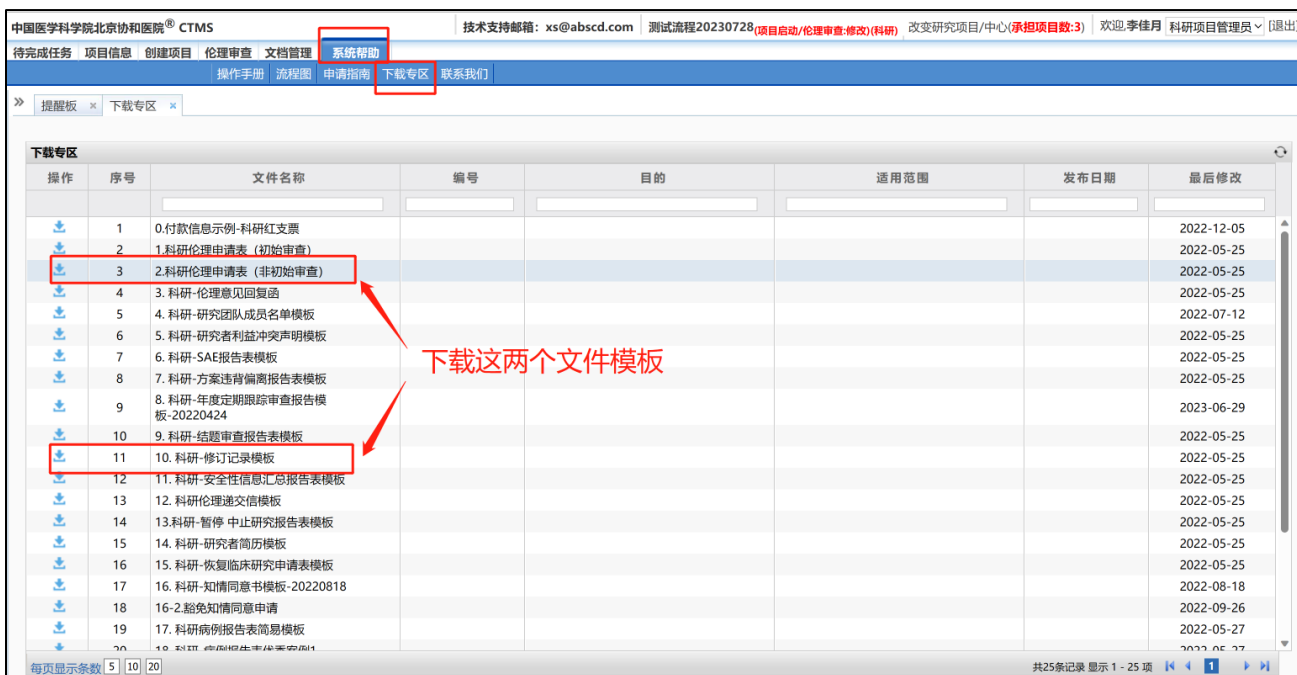 中国医学科学院北京协和医院® CTMS 技术支持邮箱：xs@abscd.com 测试流程20230728(项目启动/伦理审查:修改)(科研) 改变研究项目/中心(承担项目数:3) 欢迎,李佳月 科研项目管理员 [退出]
待完成任务 项目信息 创建项目 伦理审查 文档管理 系统帮助
操作手册 流程图 申请指南 下载专区 联系我们
» 提醒板 × 下载专区 ×
下载专区
操作 序号 文件名称 编号 目的 适用范围 发布日期 最后修改
1 0.付款信息示例-科研红支票 2022-12-05
2 1.科研伦理申请表（初始审查） 2022-05-25
3 2.科研伦理申请表（非初始审查） 2022-05-25
4 3. 科研-伦理意见回复函 2022-05-25
5 4. 科研-研究团队成员名单模板 2022-07-12
6 5. 科研-研究者利益冲突声明模板 2022-05-25
7 6. 科研-SAE报告表模板 2022-05-25
下载这两个文件模板
8 7. 科研-方案违背偏离报告表模板 2022-05-25
9 8. 科研-年度定期跟踪审查报告模
板-20220424 2023-06-29
10 9. 科研-结题审查报告表模板 2022-05-25
11 10. 科研-修订记录模板 2022-05-25
12 11. 科研-安全性信息汇总报告表模板 2022-05-25
13 12. 科研伦理递交信模板 2022-05-25
14 13.科研-暂停 中止研究报告表模板 2022-05-25
15 14. 科研-研究者简历模板 2022-05-25
16 15. 科研-恢复临床研究申请表模板 2022-05-25
17 16. 科研-知情同意书模板-20220818 2022-08-18
18 16-2.豁免知情同意申请 2022-09-26
19 17. 科研病例报告表简易模板 2022-05-27
20 18. 科研-病例报告表优秀案例1 2022-05-27
每页显示条数 5 10 20 共25条记录 显示 1 - 25 项 1